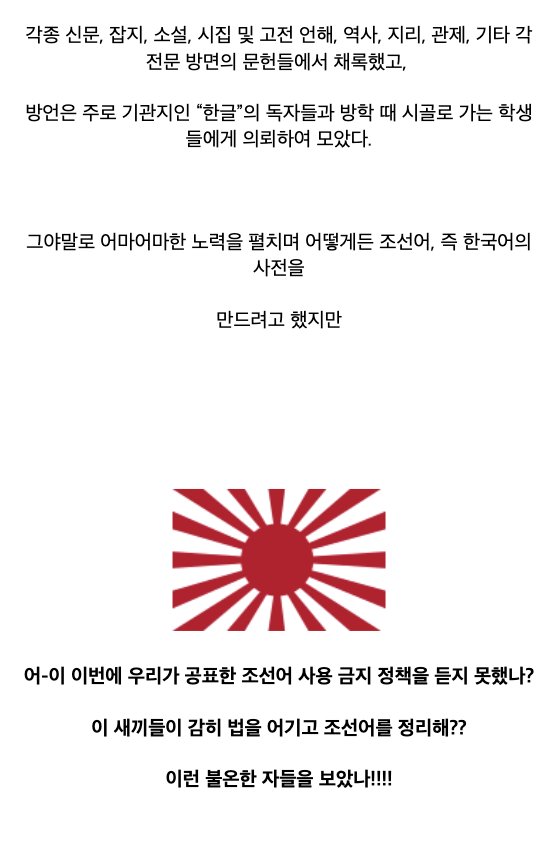 각종 신문, 잡지, 소설, 시집 및 고전 언해, 역사, 지리, 관제, 기타 각
전문 방면의 문헌들에서 채록했고,
방언은 주로 기관지인 “한글”의 독자들과 방학 때 시골로 가는 학생
들에게 의뢰하여 모았다.
그야말로 어마어마한 노력을 펼치며 어떻게든 조선어, 즉 한국어의
사전을
만드려고 했지만
어-이 이번에 우리가 공표한 조선어 사용 금지 정책을 듣지 못했나?
이 새끼들이 감히 법을 어기고 조선어를 정리해??
이런 불온한 자들을 보았나!!!!